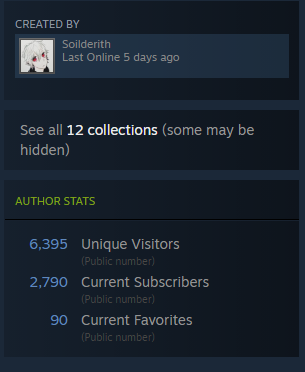 CREATED BY
Soilderith
Last Online 5 days ago
See all 12 collections (some may be
hidden)
AUTHOR STATS
6,395 Unique Visitors
(Public number)
2,790 Current Subscribers
(Public number)
90 Current Favorites
(Public number)